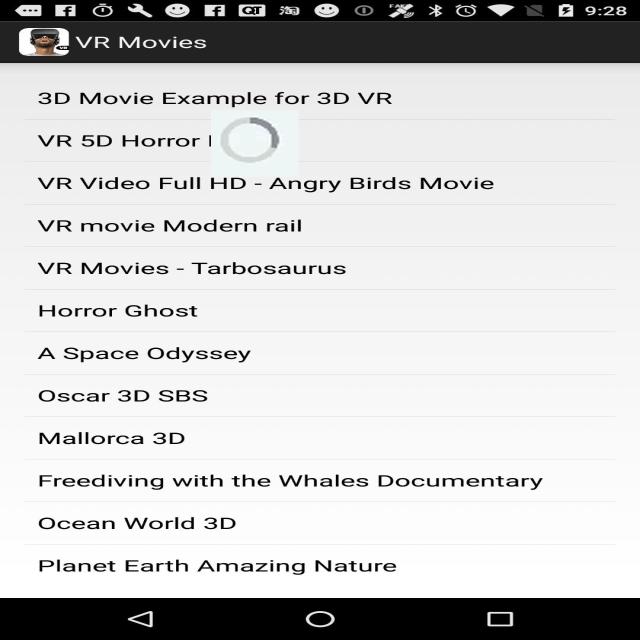 9:28
VR Movies
3D Movie Example for 3D VR
VR 5D Horror
VR Video Full HD - Angry Birds Movie
VR movie Modern rail
VR Movies - Tarbosaurus
Horror Ghost
A Space Odyssey
Oscar 3D SBS
Mallorca 3D
Freediving with the Whales Documentary
Ocean World 3D
Planet Earth Amazing Nature